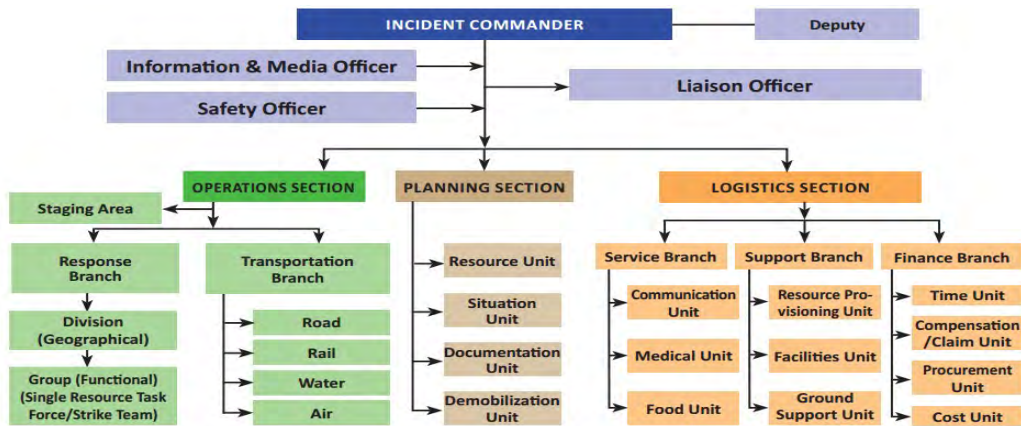 INCIDENT COMMANDER
Deputy
Information & Media Officer
Liaison Officer
Safety Officer
OPERATIONS SECTION
PLANNING SECTION
LOGISTICS SECTION
Staging Area
Response
Branch
Division
(Geographical)
Group (Functional)
(Single Resource Task
Force/Strike Team)
Transportation
Branch
Road
Rail
Water
Air
Resource Unit
Situation
Unit
Documentation
Unit
Demobilization
Unit
Service Branch
Communication
Unit
Medical Unit
Food Unit
Support Branch
Resource Pro-
visioning Unit
Facilities Unit
Ground
Support Unit
Finance Branch
Time Unit
Compensation
/Claim Unit
Procurement
Unit
Cost Unit